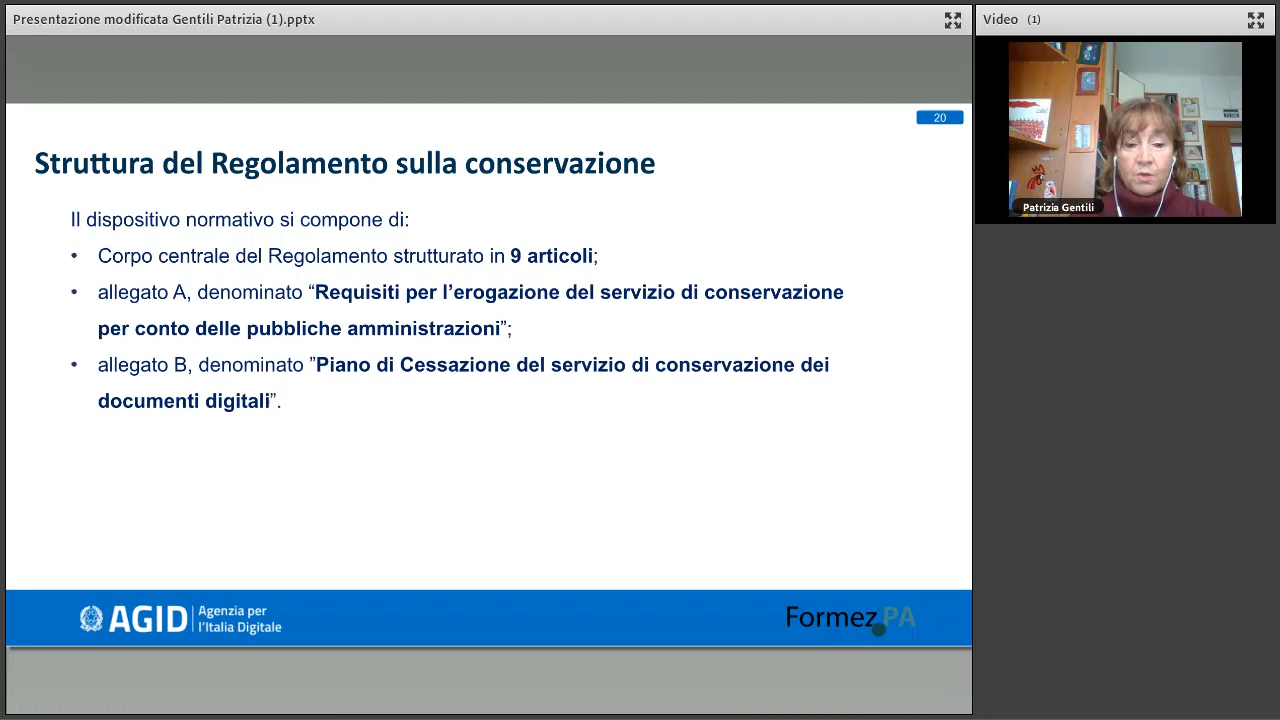 Presentazione modificata Gentili Patrizia (1).pptx
Video (1)
20
Struttura del Regolamento sulla conservazione
Il dispositivo normativo si compone di:
• Corpo centrale del Regolamento strutturato in 9 articoli;
• allegato A, denominato “Requisiti per l’erogazione del servizio di conservazione
per conto delle pubbliche amministrazioni”;
• allegato B, denominato ”Piano di Cessazione del servizio di conservazione dei
documenti digitali”.
Patrizia Gentili
AGID
Agenzia per
l’Italia Digitale
Formez PA